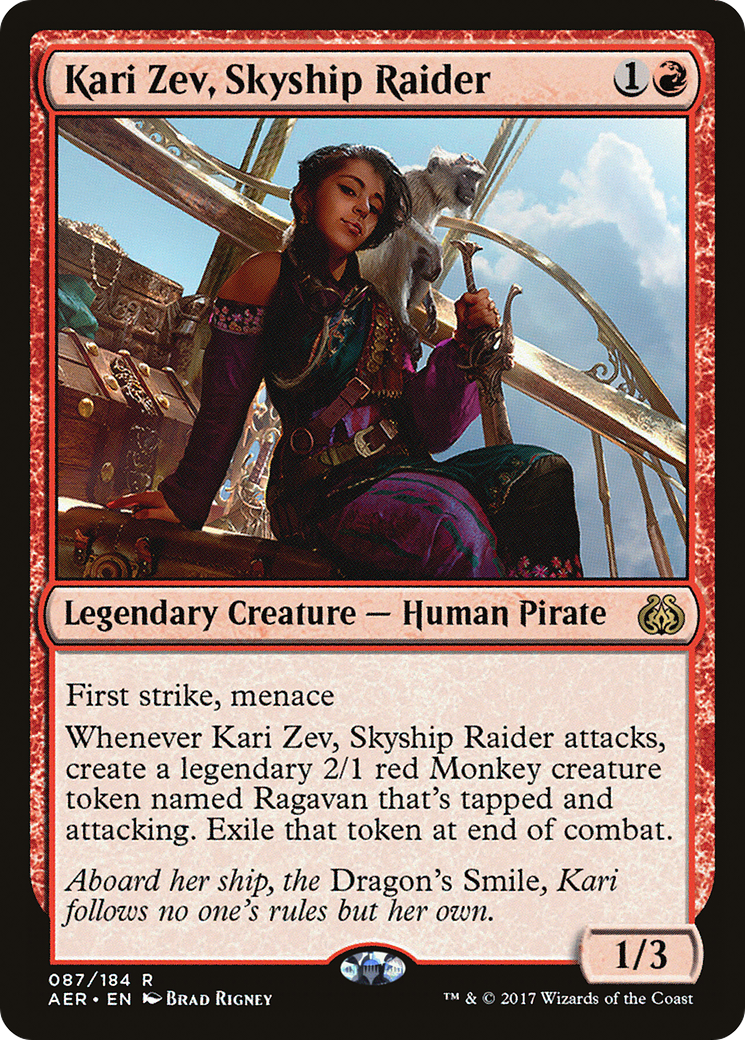 Kari Zev, Skyship Raider 1
Legendary Creature — Human Pirate
First strike, menace
Whenever Kari Zev, Skyship Raider attacks,
create a legendary 2/1 red Monkey creature
token named Ragavan that's tapped and
attacking. Exile that token at end of combat.
Aboard her ship, the Dragon's Smile, Kari
follows no one's rules but her own.
1/3
087/184 R
AER • EN Brad Rigney
™ & © 2017 Wizards of the Coast